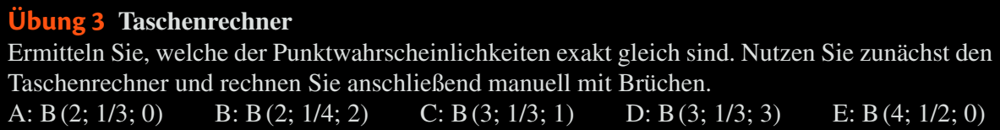 Übung 3 Taschenrechner
Ermitteln Sie, welche der Punktwahrscheinlichkeiten exakt gleich sind. Nutzen Sie zunächst den
Taschenrechner und rechnen Sie anschließend manuell mit Brüchen.
A: B (2; 1/3; 0) B: B (2; 1/4; 2) C: B (3; 1/3; 1) D: B (3; 1/3; 3) E: B (4; 1/2; 0)